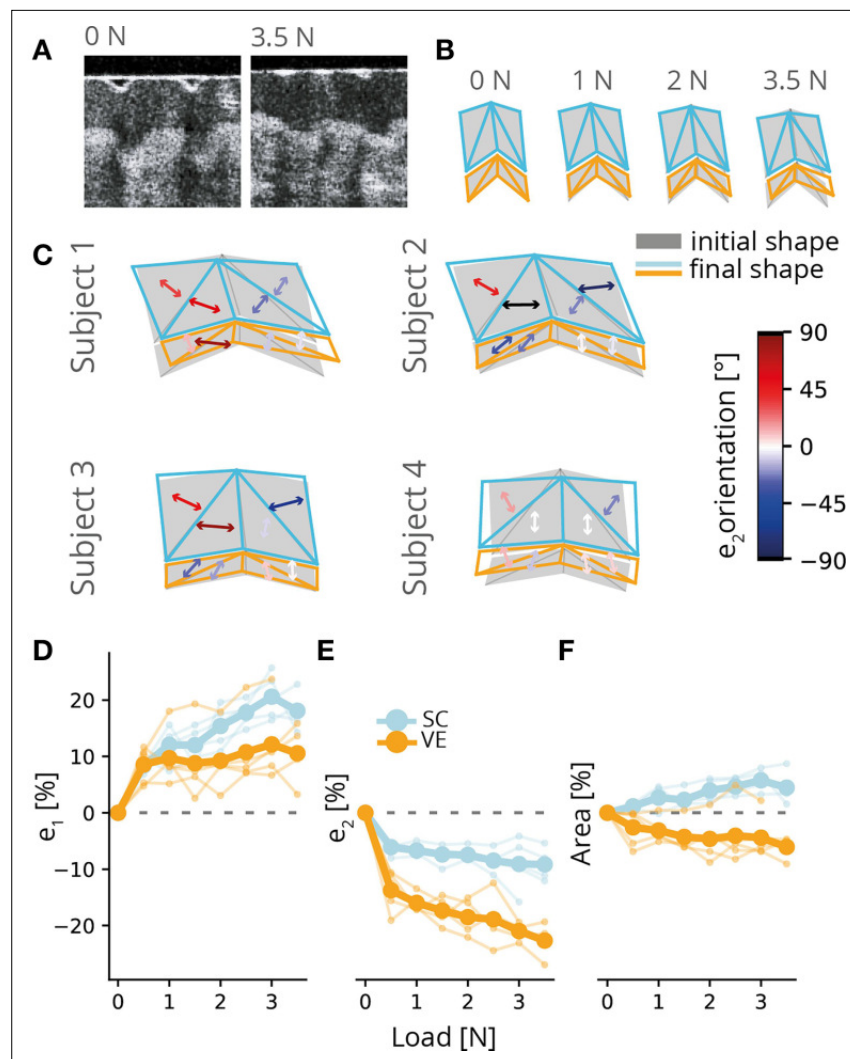 A
0 N
3.5 N
B
0 N
1 N
2 N
3.5 N
initial shape
final shape
C
Subject 1
Subject 2
Subject 3
Subject 4
e2 orientation [°]
90
45
0
−45
−90
D
e1 [%]
20
10
0
−10
−20
0
1
2
3
E
SC
VE
e2 [%]
0
1
2
3
F
Area [%]
0
1
2
3
Load [N]